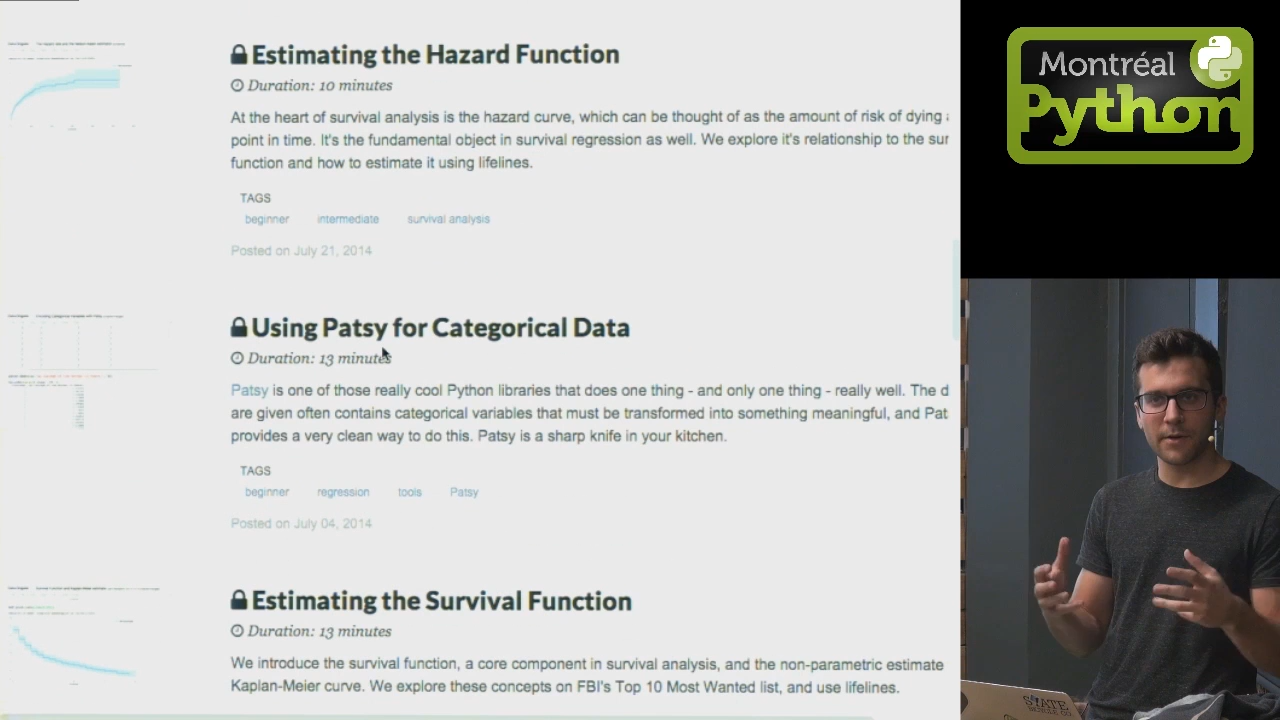 Estimating the Hazard Function
Duration: 10 minutes
At the heart of survival analysis is the hazard curve, which can be thought of as the amount of risk of dying
point in time. It's the fundamental object in survival regression as well. We explore it's relationship to the sur
function and how to estimate it using lifelines.
TAGS
beginner intermediate survival analysis
Posted on July 21, 2014
Using Patsy for Categorical Data
Duration: 13 minutes
Patsy is one of those really cool Python libraries that does one thing - and only one thing - really well. The d
are given often contains categorical variables that must be transformed into something meaningful, and Pat
provides a very clean way to do this. Patsy is a sharp knife in your kitchen.
TAGS
beginner regression tools Patsy
Posted on July 04, 2014
Estimating the Survival Function
Duration: 13 minutes
We introduce the survival function, a core component in survival analysis, and the non-parametric estimate
Kaplan-Meier curve. We explore these concepts on FBI's Top 10 Most Wanted list, and use lifelines.
Montréal
Python